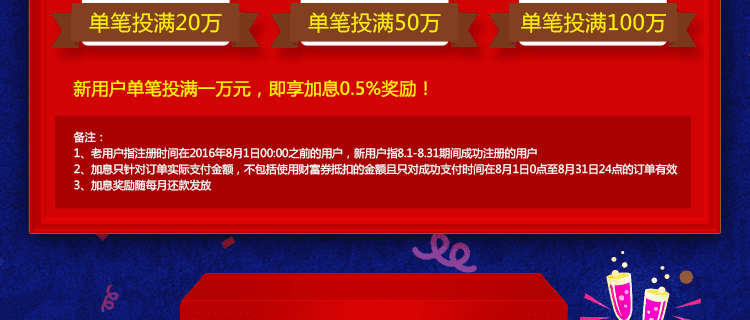 单笔投满20万 单笔投满50万 单笔投满100万
新用户单笔投满一万元，即享加息0.5%奖励！
备注：
1、老用户指注册时间在2016年8月1日00:00之前的用户，新用户指8.1-8.31期间成功注册的用户
2、加息只针对订单实际支付金额，不包括使用财富券抵扣的金额且只对成功支付时间在8月1日0点至8月31日24点的订单有效
3、加息奖励随每月还款发放